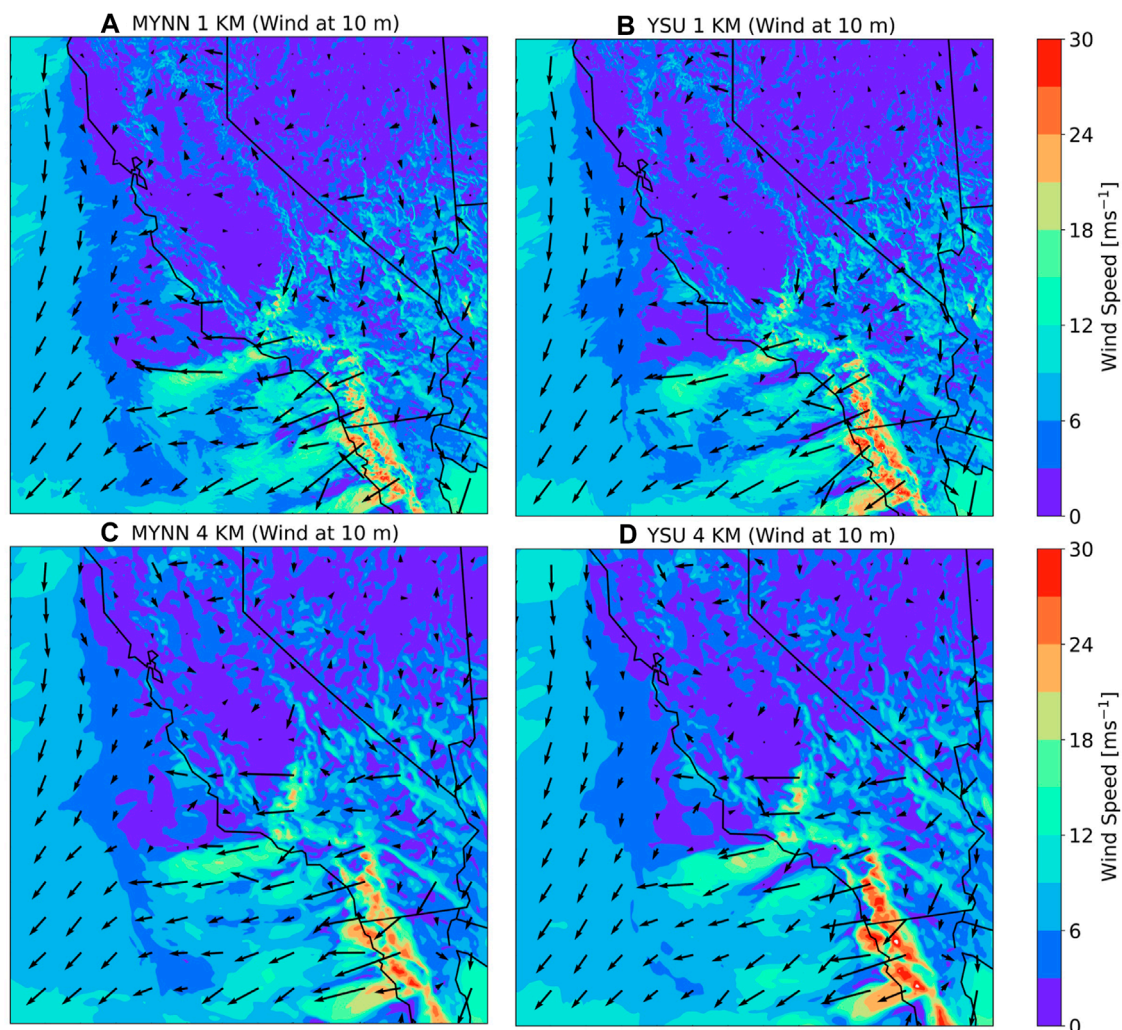 A MYNN 1 KM (Wind at 10 m)
B YSU 1 KM (Wind at 10 m)
30
24
18
12
6
0
Wind Speed [ms⁻¹]
C MYNN 4 KM (Wind at 10 m)
D YSU 4 KM (Wind at 10 m)
30
24
18
12
6
0
Wind Speed [ms⁻¹]